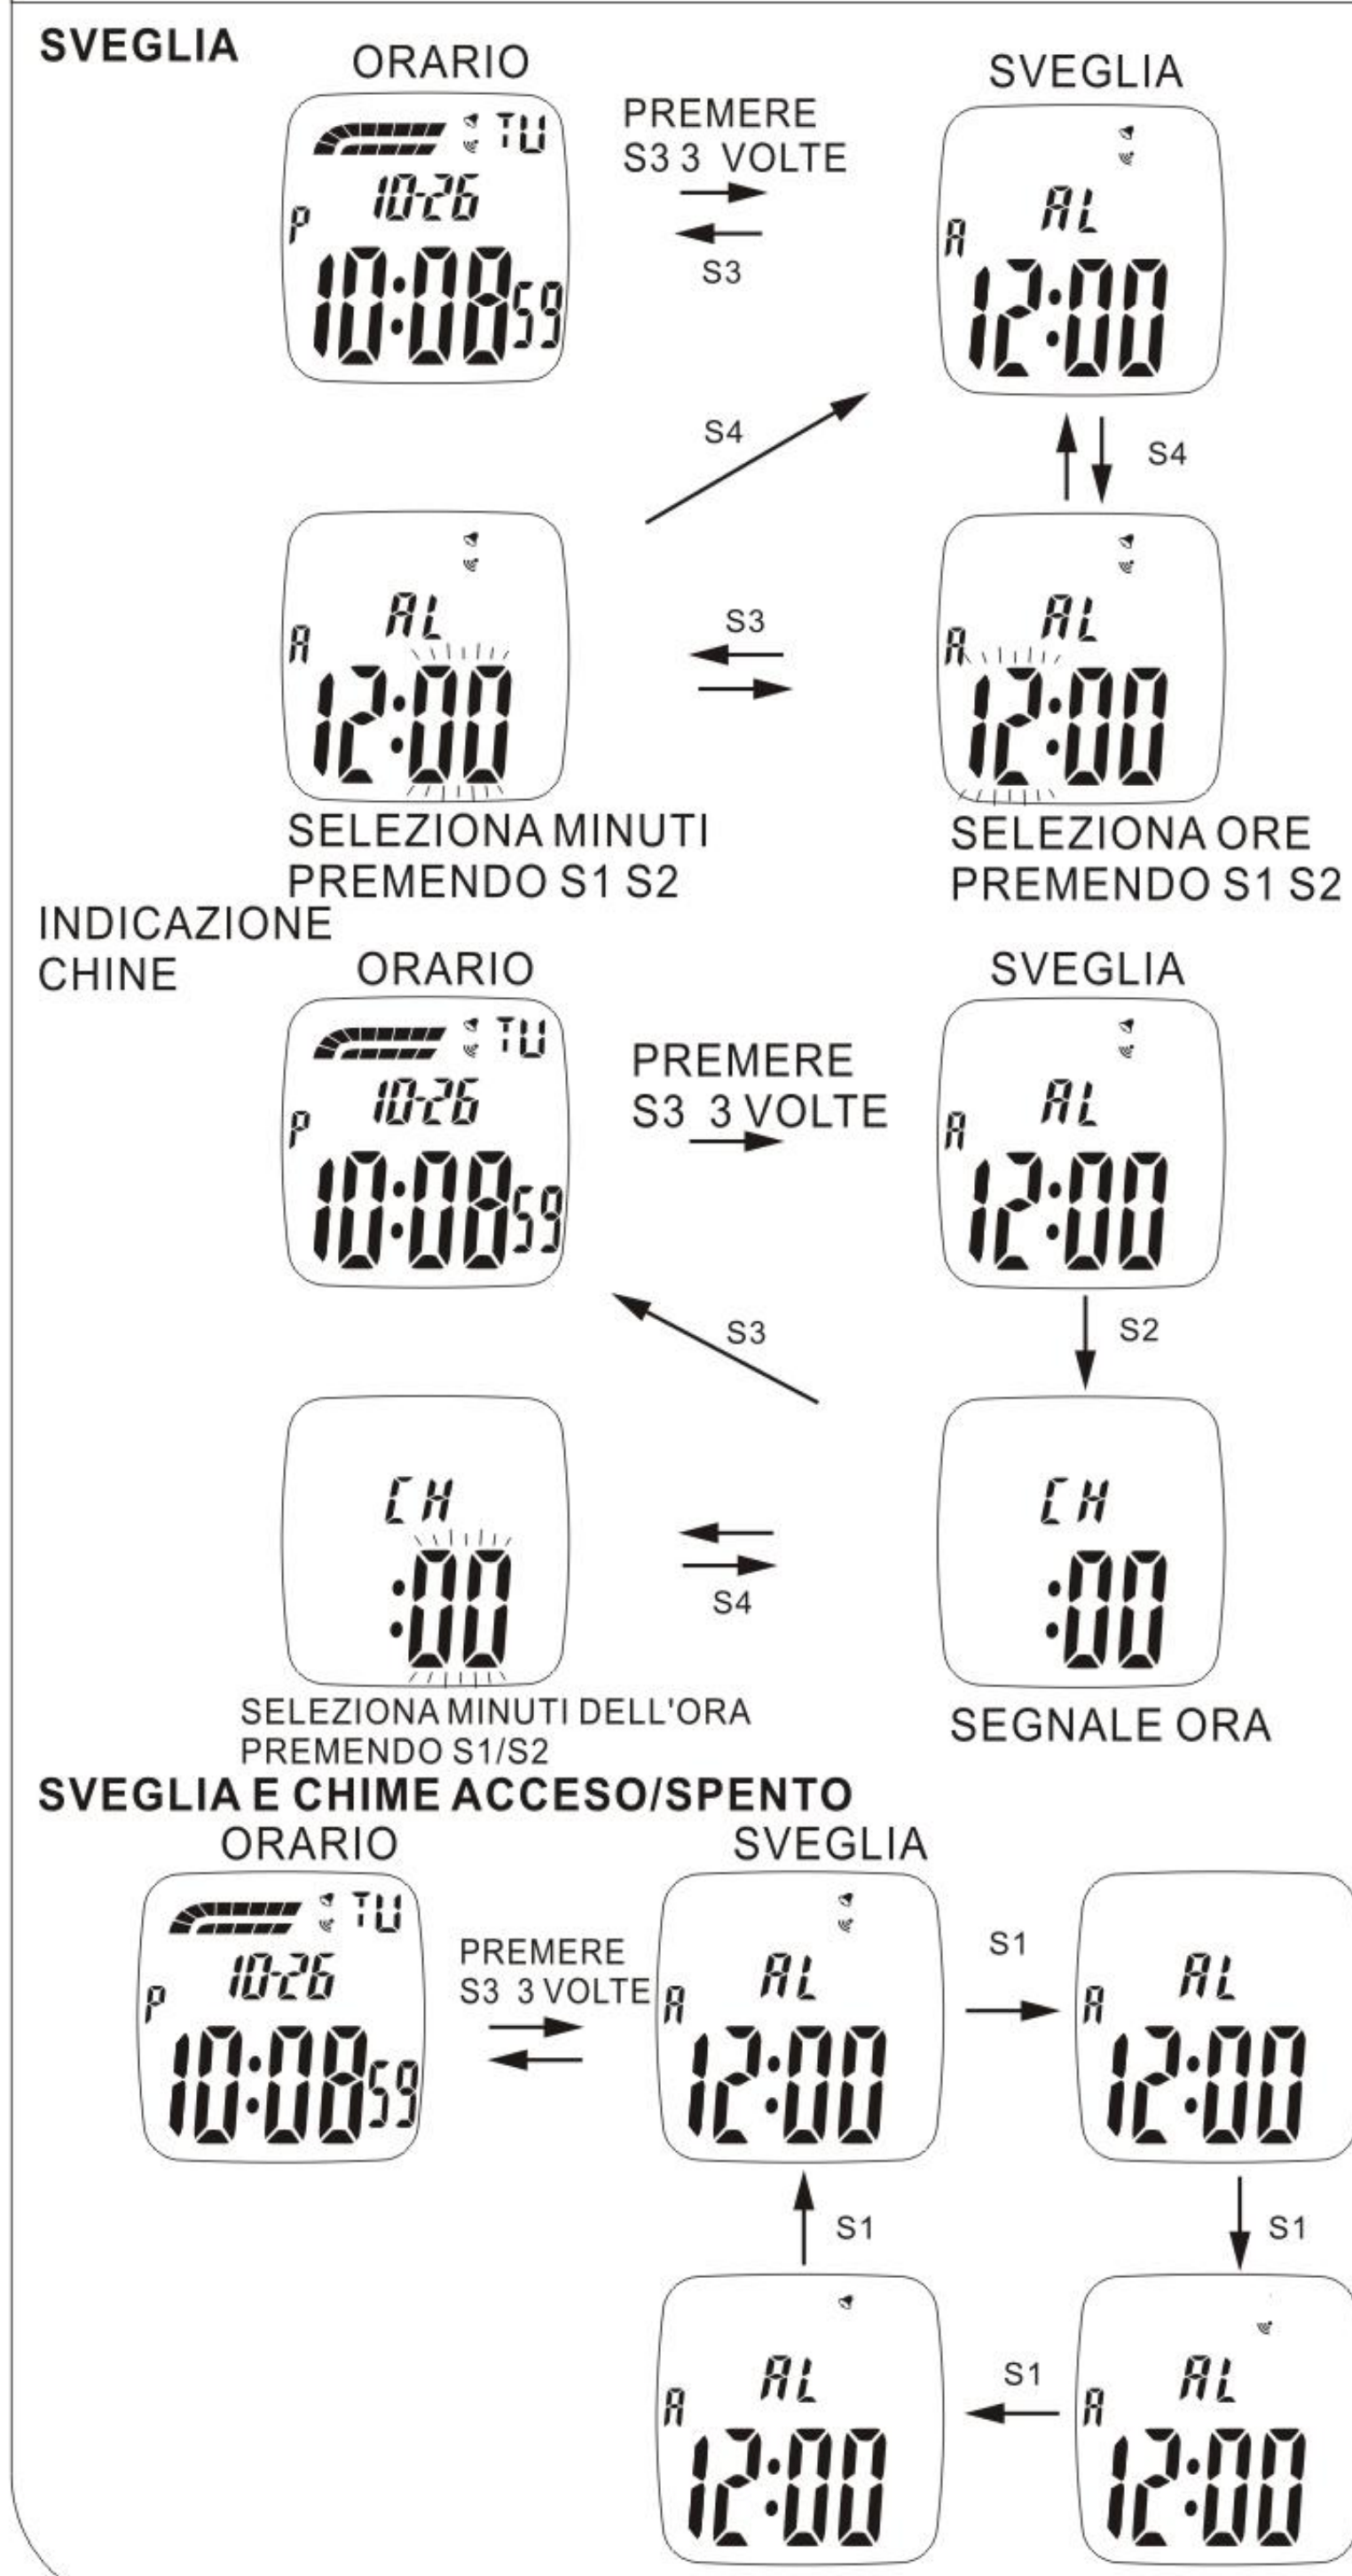 SVEGLIA
ORARIO
SVEGLIA
TU
10-26
P
10:08 59
PREMERE
S3 3 VOLTE
S3
AL
A
12:00
S4
S4
AL
A
12:00
S3
AL
A
12:00
SELEZIONA MINUTI
PREMENDO S1 S2
SELEZIONA ORE
PREMENDO S1 S2
INDICAZIONE
CHINE
ORARIO
SVEGLIA
TU
10-26
P
10:08 59
PREMERE
S3 3 VOLTE
AL
A
12:00
S3
S2
CH
:00
S4
CH
:00
SELEZIONA MINUTI DELL'ORA
PREMENDO S1/S2
SEGNALE ORA
SVEGLIA E CHIME ACCESO/SPENTO
ORARIO
SVEGLIA
TU
10-26
P
10:08 59
PREMERE
S3 3 VOLTE
AL
A
12:00
S1
AL
A
12:00
S1
S1
AL
A
12:00
S1
AL
A
12:00